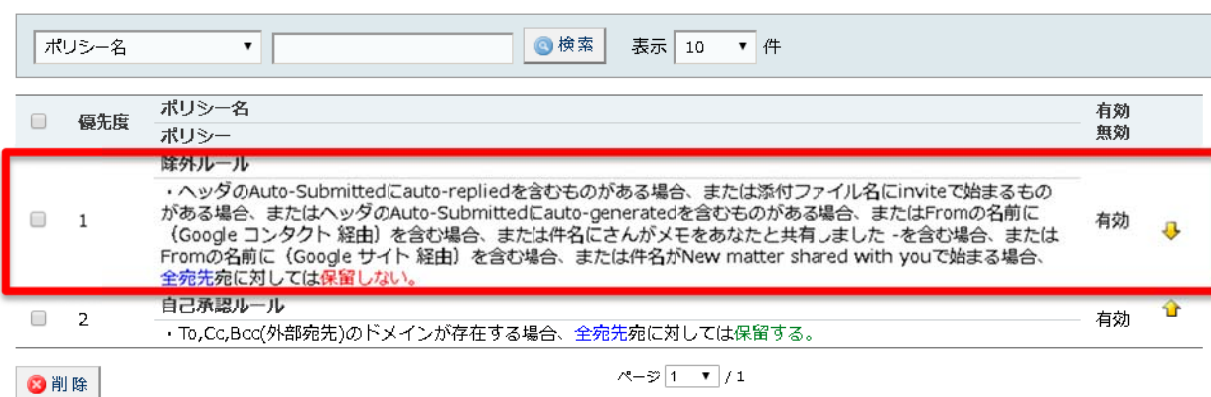 ポリシー名 検索 表示 10 件
優先度 ポリシー名 有効
ポリシー 無効
除外ルール
1 ・ヘッダのAuto-Submittedにauto-repliedを含むものがある場合、または添付ファイル名にinviteで始まるもの
がある場合、またはヘッダのAuto-Submittedにauto-generatedを含むものがある場合、またはFromの名前に 有効
（Google コンタクト 経由）を含む場合、または件名にさんがメモをあなたと共有しました -を含む場合、または
Fromの名前に（Google サイト 経由）を含む場合、または件名がNew matter shared with youで始まる場合、
全宛先宛に対しては保留しない。
自己承認ルール
2 有効
・To,Cc,Bcc(外部宛先)のドメインが存在する場合、全宛先宛に対しては保留する。
削除 ページ 1 / 1